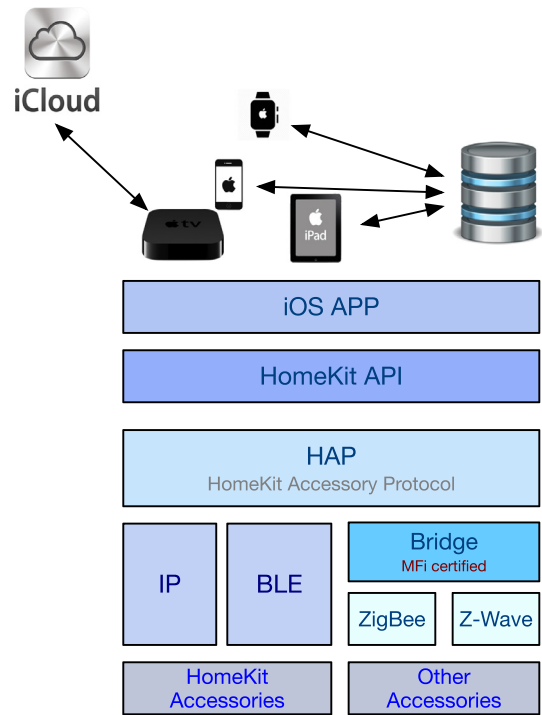 iCloud
tv
iPad
iOS APP
HomeKit API
HAP
HomeKit Accessory Protocol
IP
BLE
Bridge
MFi certified
ZigBee
Z-Wave
HomeKit
Accessories
Other
Accessories